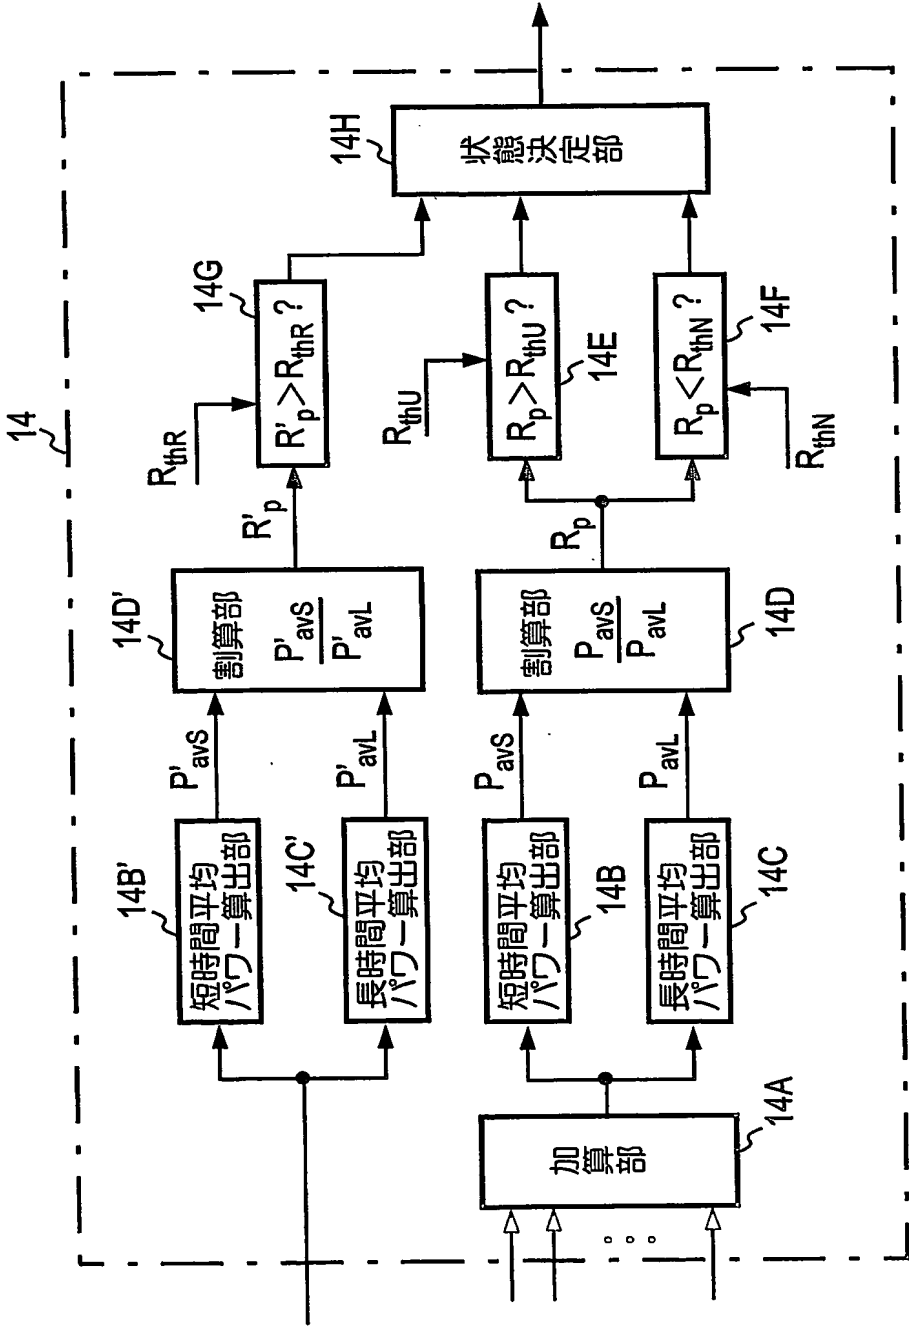 14
14A
加算部
14B'
短時間平均
パワー算出部
14C'
長時間平均
パワー算出部
14B
短時間平均
パワー算出部
14C
長時間平均
パワー算出部
P'avS
P'avL
PavS
PavL
14D'
割算部
P'avS
P'avL
14D
割算部
PavS
PavL
R'p
Rp
RthR
RthU
RthN
14G
R'p>RthR?
14E
Rp>RthU?
14F
Rp<RthN?
14H
状態決定部